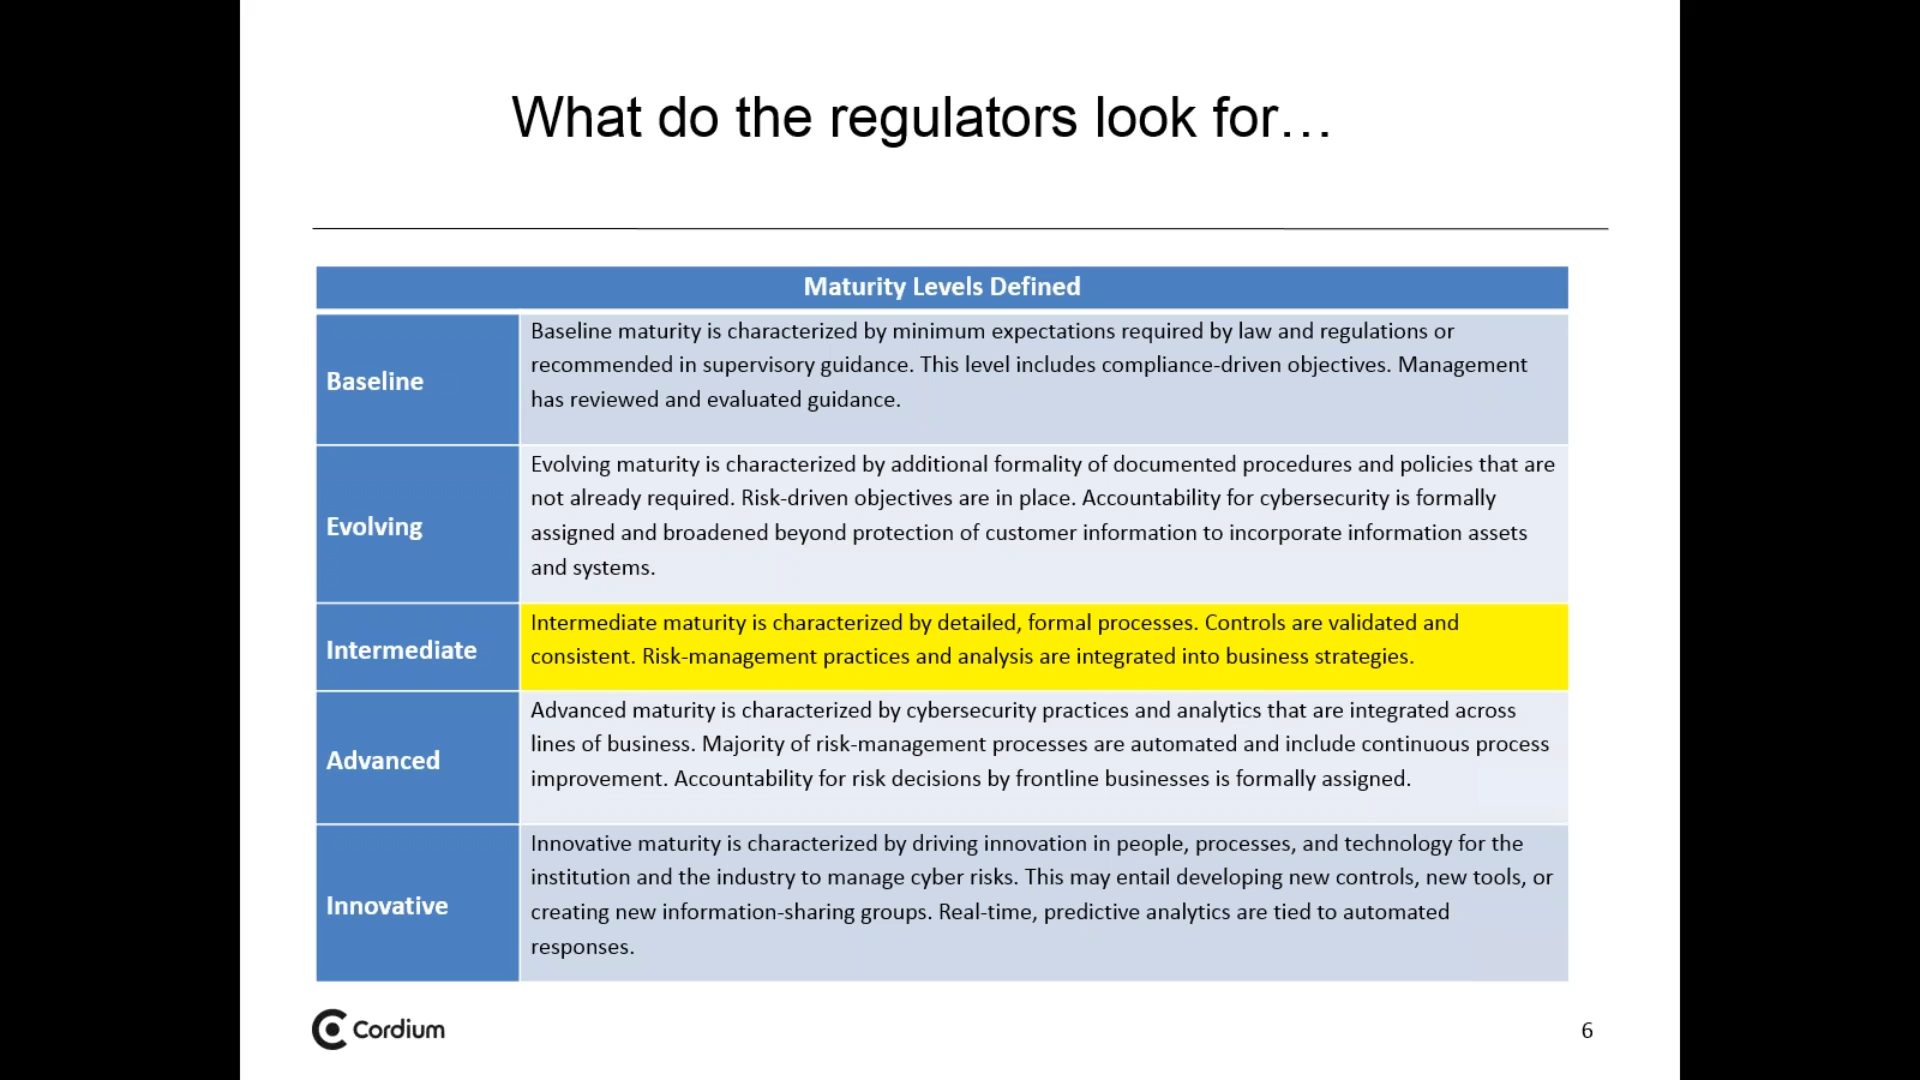 What do the regulators look for…
Maturity Levels Defined
Baseline
Baseline maturity is characterized by minimum expectations required by law and regulations or
recommended in supervisory guidance. This level includes compliance-driven objectives. Management
has reviewed and evaluated guidance.
Evolving
Evolving maturity is characterized by additional formality of documented procedures and policies that are
not already required. Risk-driven objectives are in place. Accountability for cybersecurity is formally
assigned and broadened beyond protection of customer information to incorporate information assets
and systems.
Intermediate
Intermediate maturity is characterized by detailed, formal processes. Controls are validated and
consistent. Risk-management practices and analysis are integrated into business strategies.
Advanced
Advanced maturity is characterized by cybersecurity practices and analytics that are integrated across
lines of business. Majority of risk-management processes are automated and include continuous process
improvement. Accountability for risk decisions by frontline businesses is formally assigned.
Innovative
Innovative maturity is characterized by driving innovation in people, processes, and technology for the
institution and the industry to manage cyber risks. This may entail developing new controls, new tools, or
creating new information-sharing groups. Real-time, predictive analytics are tied to automated
responses.
Cordium
6